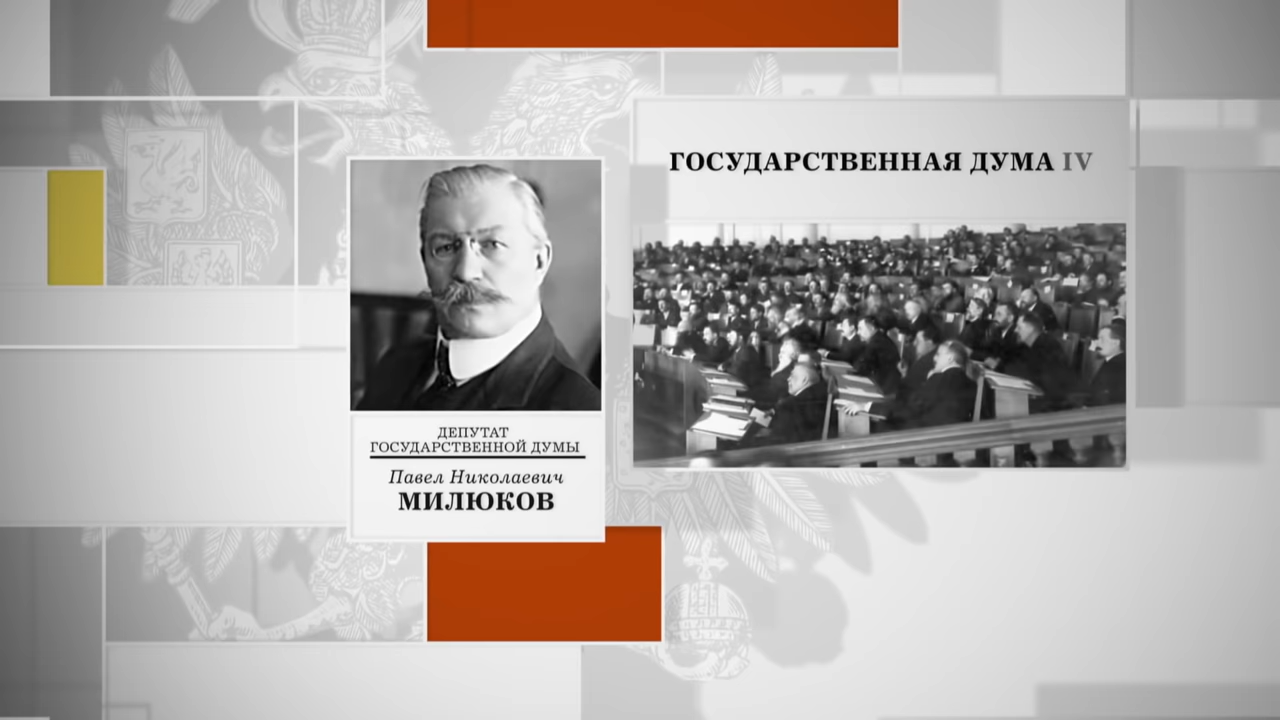 ГОСУДАРСТВЕННАЯ ДУМА IV
ДЕПУТАТ
ГОСУДАРСТВЕННОЙ ДУМЫ
Павел Николаевич
МИЛЮКОВ